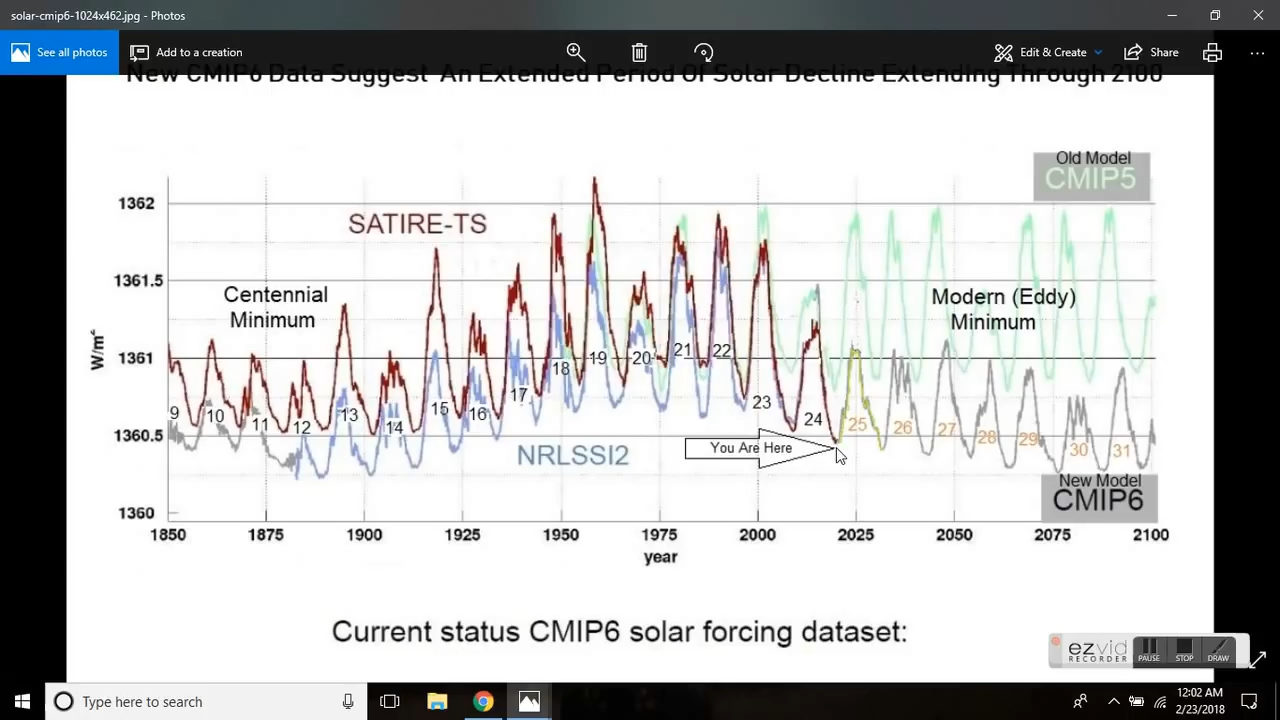 solar-cmip6-1024x462.jpg - Photos
See all photos
Add to a creation
Edit & Create
Share
New CMIP6 Data Suggest An Extended Period Of Solar Decline Extending Through 2100
Old Model
CMIP5
1362
SATIRE-TS
1361.5
Centennial
Minimum
Modern (Eddy)
Minimum
W/m²
1361
9 10 11 12 13 14 15 16 17 18 19 20 21 22 23 24 25 26 27 28 29 30 31
1360.5
You Are Here
NRLSSI2
New Model
CMIP6
1360
1850 1875 1900 1925 1950 1975 2000 2025 2050 2075 2100
year
Current status CMIP6 solar forcing dataset:
ezvid
RECORDER
PAUSE STOP DRAW
Type here to search
12:02 AM
2/23/2018